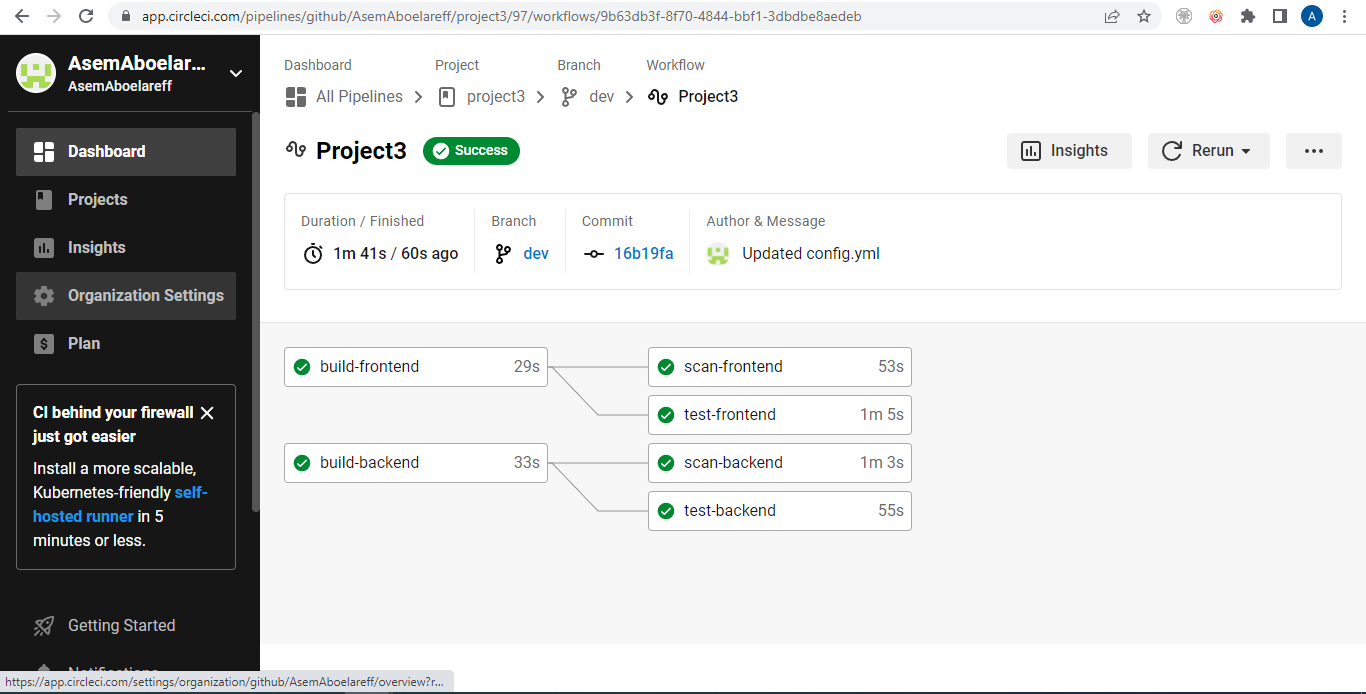 app.circleci.com/pipelines/github/AsemAboelareff/project3/97/workflows/9b63db3f-8f70-4844-bbf1-3dbdbe8aedeb
A
AsemAboelar...
AsemAboelareff
Dashboard
Projects
Insights
Organization Settings
$ Plan
CI behind your firewall
just got easier
Install a more scalable,
Kubernetes-friendly self-
hosted runner in 5
minutes or less.
Getting Started
Notifications
Dashboard Project Branch Workflow
All Pipelines project3 dev Project3
Project3 Success Insights Rerun
Duration / Finished Branch Commit Author & Message
1m 41s / 60s ago dev 16b19fa Updated config.yml
build-frontend 29s scan-frontend 53s
test-frontend 1m 5s
build-backend 33s scan-backend 1m 3s
test-backend 55s
https://app.circleci.com/settings/organization/github/AsemAboelareff/overview?r...